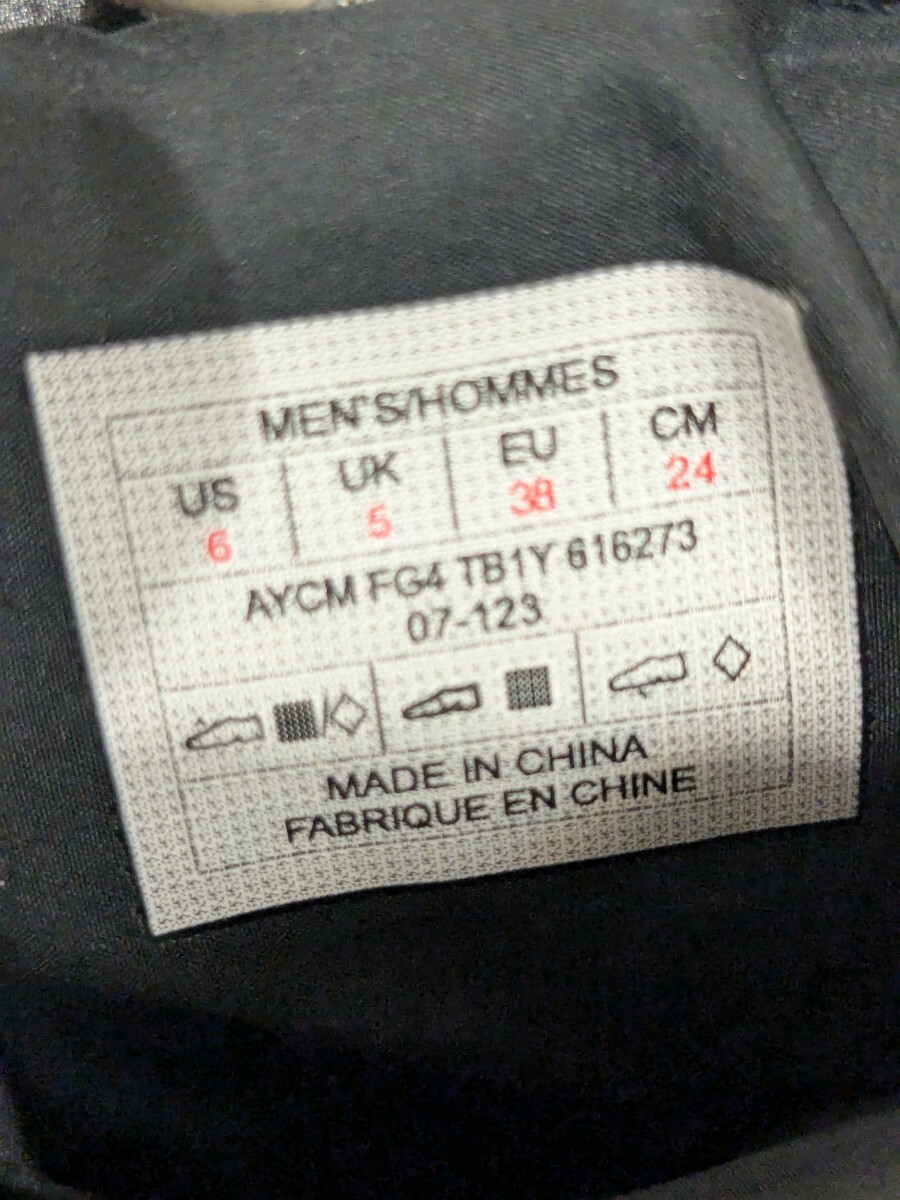 MEN'S/HOMMES
US UK EU CM
6 5 38 24
AYCM FG4 TB1Y 616273
07-123
MADE IN CHINA
FABRIQUE EN CHINE